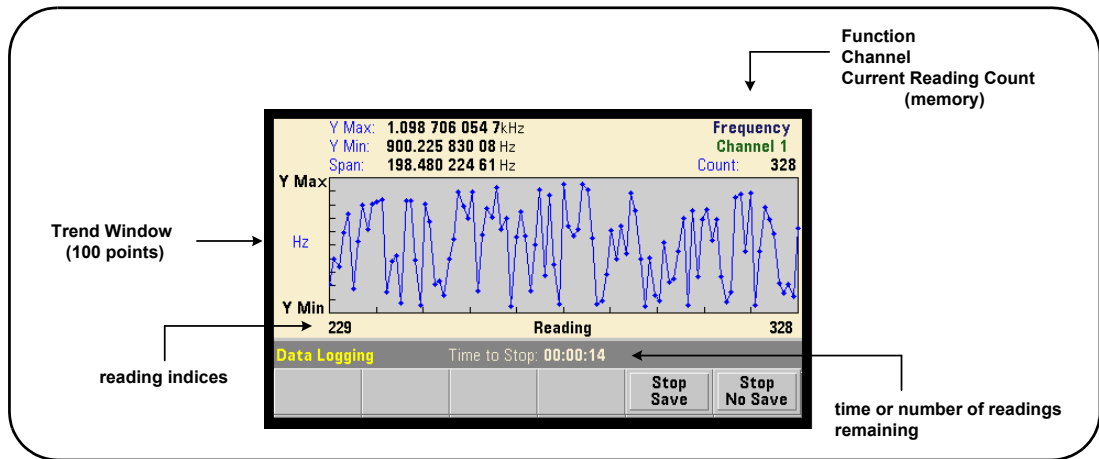 Function
Channel
Current Reading Count
(memory)
Y Max: 1.098 706 054 7kHz
Frequency
Y Min: 900.225 830 08 Hz
Channel 1
Span: 198.480 224 61 Hz
Count: 328
Y Max
Trend Window
(100 points)
Hz
Y Min
229 Reading 328
reading indices
Data Logging Time to Stop: 00:00:14
Stop
Save
Stop
No Save
time or number of readings
remaining